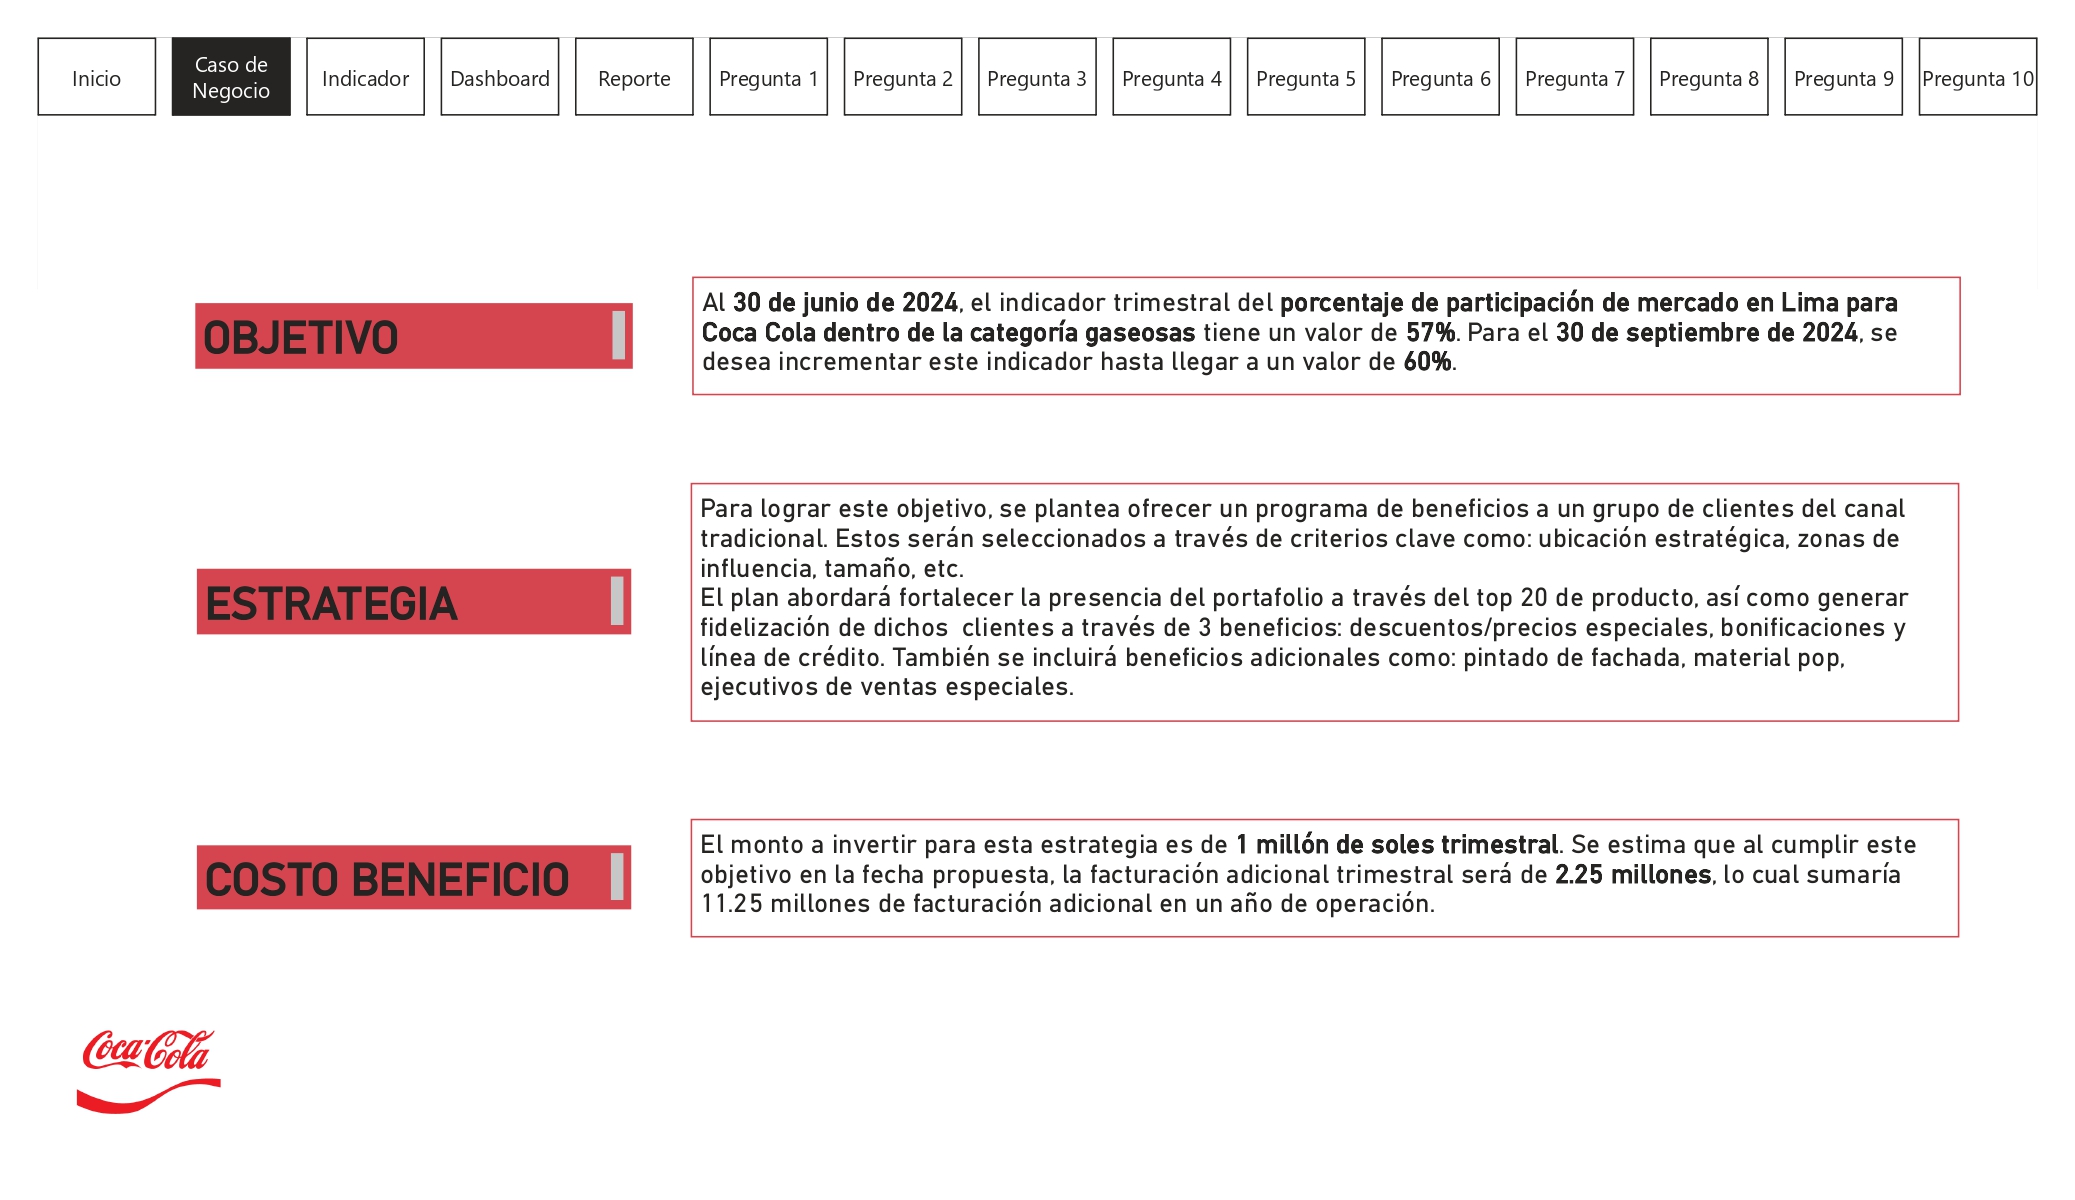 Inicio
Caso de
Negocio
Indicador
Dashboard
Reporte
Pregunta 1
Pregunta 2
Pregunta 3
Pregunta 4
Pregunta 5
Pregunta 6
Pregunta 7
Pregunta 8
Pregunta 9
Pregunta 10
OBJETIVO
Al 30 de junio de 2024, el indicador trimestral del porcentaje de participación de mercado en Lima para
Coca Cola dentro de la categoría gaseosas tiene un valor de 57%. Para el 30 de septiembre de 2024, se
desea incrementar este indicador hasta llegar a un valor de 60%.
ESTRATEGIA
Para lograr este objetivo, se plantea ofrecer un programa de beneficios a un grupo de clientes del canal
tradicional. Estos serán seleccionados a través de criterios clave como: ubicación estratégica, zonas de
influencia, tamaño, etc.
El plan abordará fortalecer la presencia del portafolio a través del top 20 de producto, así como generar
fidelización de dichos  clientes a través de 3 beneficios: descuentos/precios especiales, bonificaciones y
línea de crédito. También se incluirá beneficios adicionales como: pintado de fachada, material pop,
ejecutivos de ventas especiales.
COSTO BENEFICIO
El monto a invertir para esta estrategia es de 1 millón de soles trimestral. Se estima que al cumplir este
objetivo en la fecha propuesta, la facturación adicional trimestral será de 2.25 millones, lo cual sumaría
11.25 millones de facturación adicional en un año de operación.
Coca-Cola